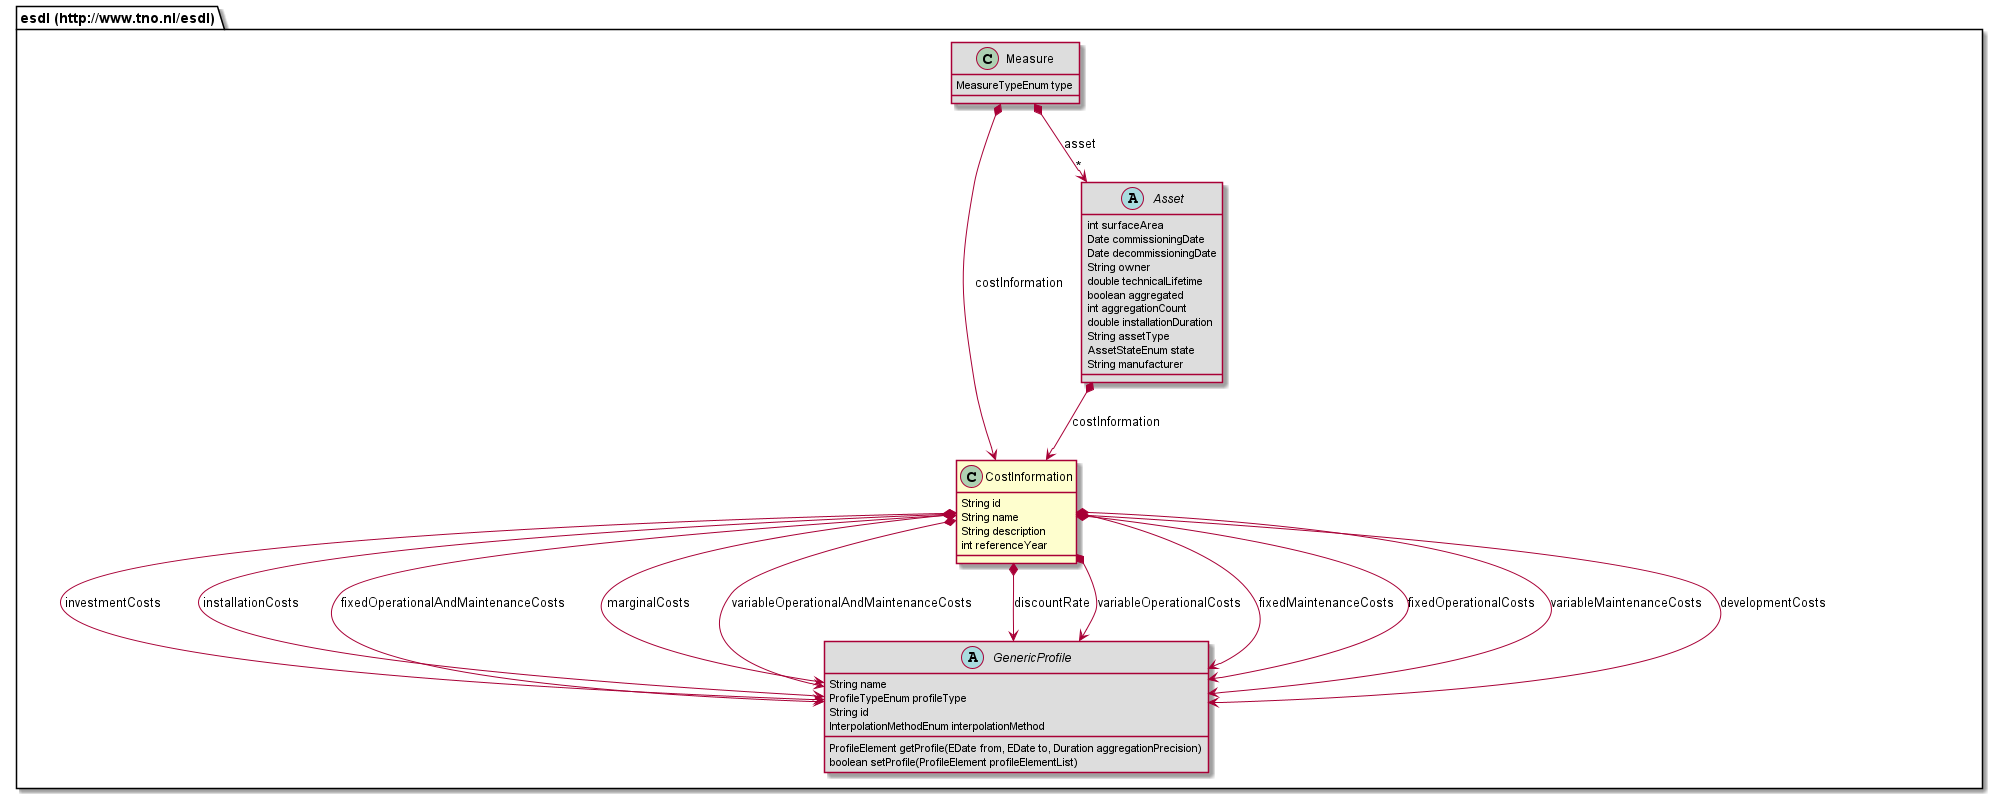 esdl (http://www.tno.nl/esdl)
C Measure
MeasureTypeEnum type
asset
*
A Asset
int surfaceArea
Date commissioningDate
Date decommissioningDate
String owner
double technicalLifetime
boolean aggregated
int aggregationCount
double installationDuration
String assetType
AssetStateEnum state
String manufacturer
costInformation
costInformation
C CostInformation
String id
String name
String description
int referenceYear
investmentCosts
installationCosts
fixedOperationalAndMaintenanceCosts
marginalCosts
variableOperationalAndMaintenanceCosts
discountRate
variableOperationalCosts
fixedMaintenanceCosts
fixedOperationalCosts
variableMaintenanceCosts
developmentCosts
A GenericProfile
String name
ProfileTypeEnum profileType
String id
InterpolationMethodEnum interpolationMethod
ProfileElement getProfile(EDate from, EDate to, Duration aggregationPrecision)
boolean setProfile(ProfileElement profileElementList)